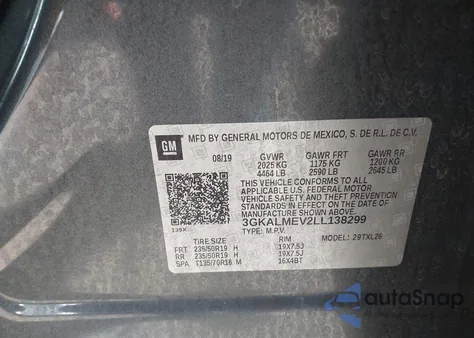 GM
MFD BY GENERAL MOTORS DE MEXICO, S. DE R.L. DE C.V.
08/19 GVWR GAWR FRT GAWR RR
2025 KG 1175 KG 1200 KG
4464 LB 2590 LB 2645 LB
THIS VEHICLE CONFORMS TO ALL
APPLICABLE U.S. FEDERAL MOTOR
VEHICLE SAFETY, BUMPER, AND THEFT
PREVENTION STANDARDS IN EFFECT ON
THE DATE OF MANUFACTURE SHOWN ABOVE.
3GKALMEV2LL138299
139X TYPE: M.P.V. MODEL: 29TXL26
TIRE SIZE RIM
FRT 235/50R19 H 19X7.5J
RR 235/50R19 H 19X7.5J
SPA T135/70R16 M 16X4BT
autoSnap